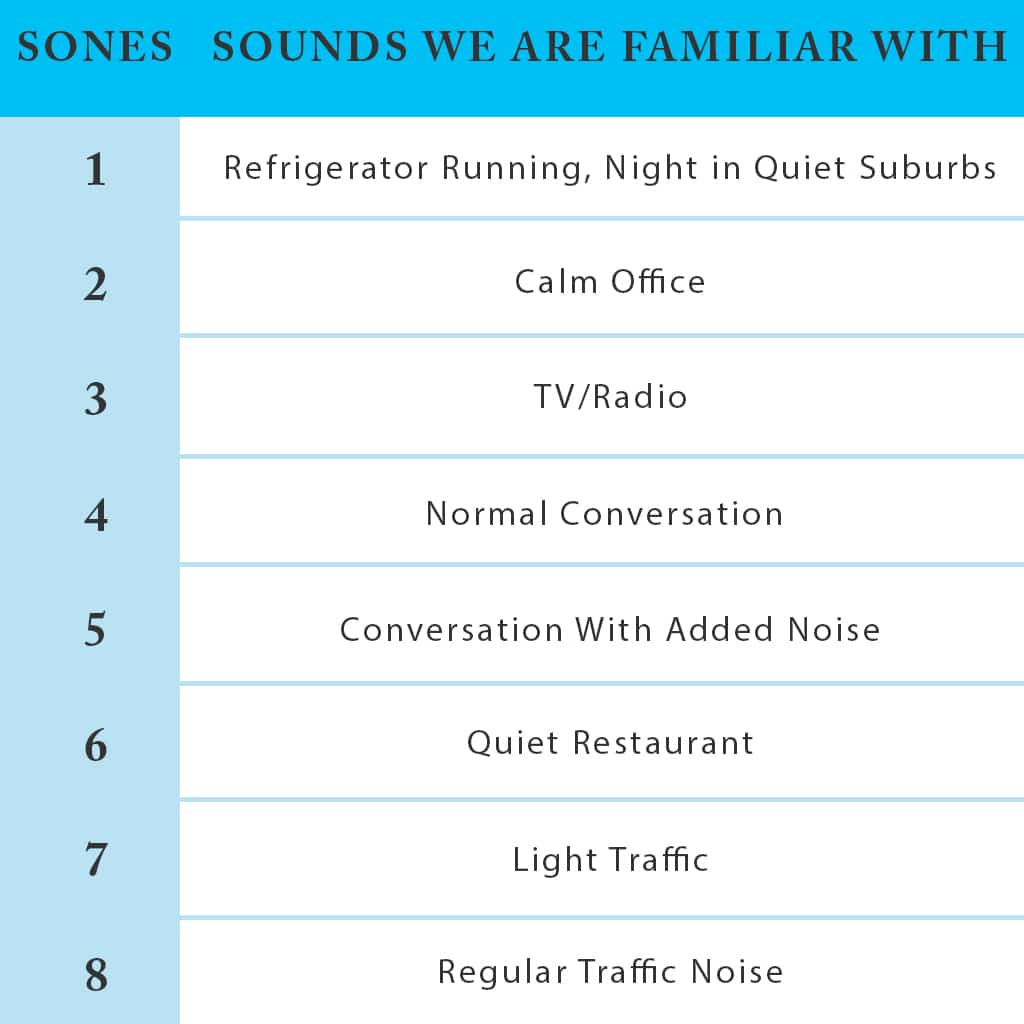 SONES SOUNDS WE ARE FAMILIAR WITH
1 Refrigerator Running, Night in Quiet Suburbs
2 Calm Office
3 TV/Radio
4 Normal Conversation
5 Conversation With Added Noise
6 Quiet Restaurant
7 Light Traffic
8 Regular Traffic Noise